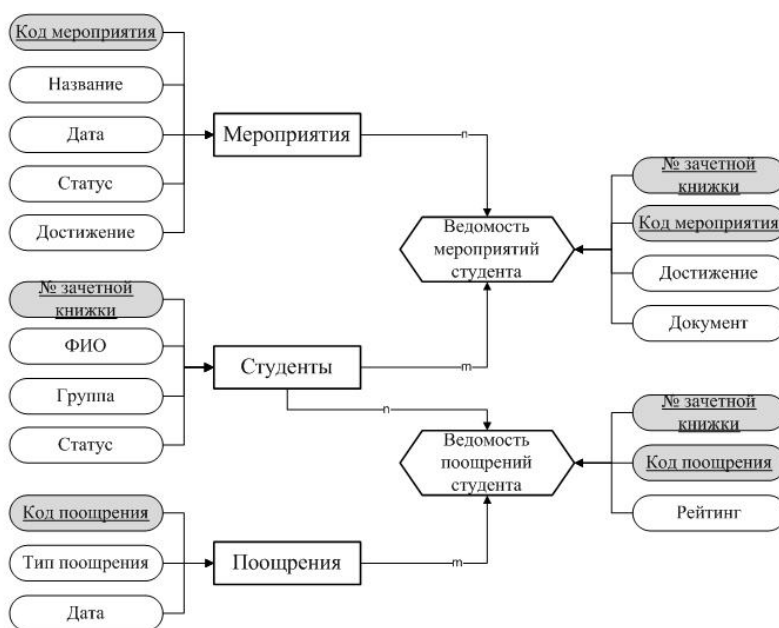 Код мероприятия
Название
Дата
Статус
Достижение
Мероприятия
n
№ зачетной
книжки
ФИО
Группа
Статус
Студенты
m
n
Код поощрения
Тип поощрения
Дата
Поощрения
m
Ведомость
мероприятий
студента
Ведомость
поощрений
студента
№ зачетной
книжки
Код мероприятия
Достижение
Документ
№ зачетной
книжки
Код поощрения
Рейтинг